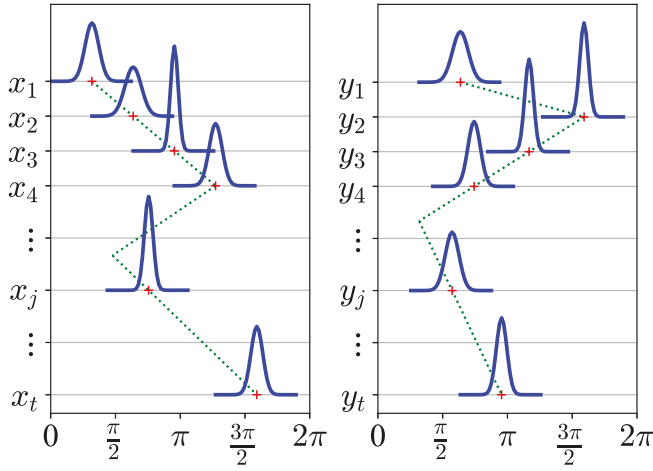 x₁
x₂
x₃
x₄
⋮
xⱼ
⋮
xₜ
0 π/2 π 3π/2 2π
y₁
y₂
y₃
y₄
⋮
yⱼ
⋮
yₜ
0 π/2 π 3π/2 2π